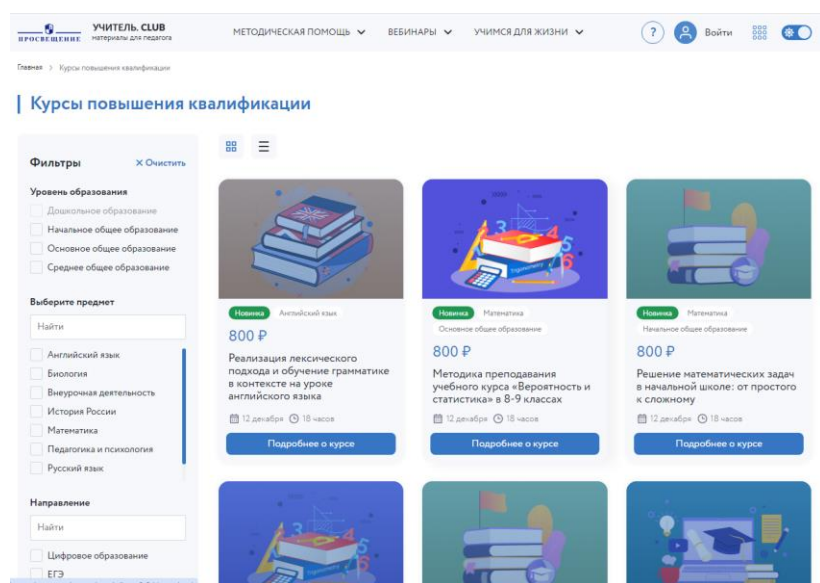 ПРОСВЕЩЕНИЕ
УЧИТЕЛЬ. CLUB
материалы для педагога
МЕТОДИЧЕСКАЯ ПОМОЩЬ
ВЕБИНАРЫ
УЧИМСЯ ДЛЯ ЖИЗНИ
?
Войти
Главная > Курсы повышения квалификации
Курсы повышения квалификации
Фильтры
× Очистить
Уровень образования
Дошкольное образование
Начальное общее образование
Основное общее образование
Среднее общее образование
Выберите предмет
Найти
Английский язык
Биология
Внеурочная деятельность
История России
Математика
Педагогика и психология
Русский язык
Направление
Найти
Цифровое образование
ЕГЭ
Новинка Английский язык
800 ₽
Реализация лексического
подхода и обучение грамматике
в контексте на уроке
английского языка
12 декабря 18 часов
Подробнее о курсе
Новинка Математика
Основное общее образование
800 ₽
Методика преподавания
учебного курса «Вероятность и
статистика» в 8-9 классах
12 декабря 18 часов
Подробнее о курсе
Новинка Математика
Начальное общее образование
800 ₽
Решение математических задач
в начальной школе: от простого
к сложному
12 декабря 18 часов
Подробнее о курсе